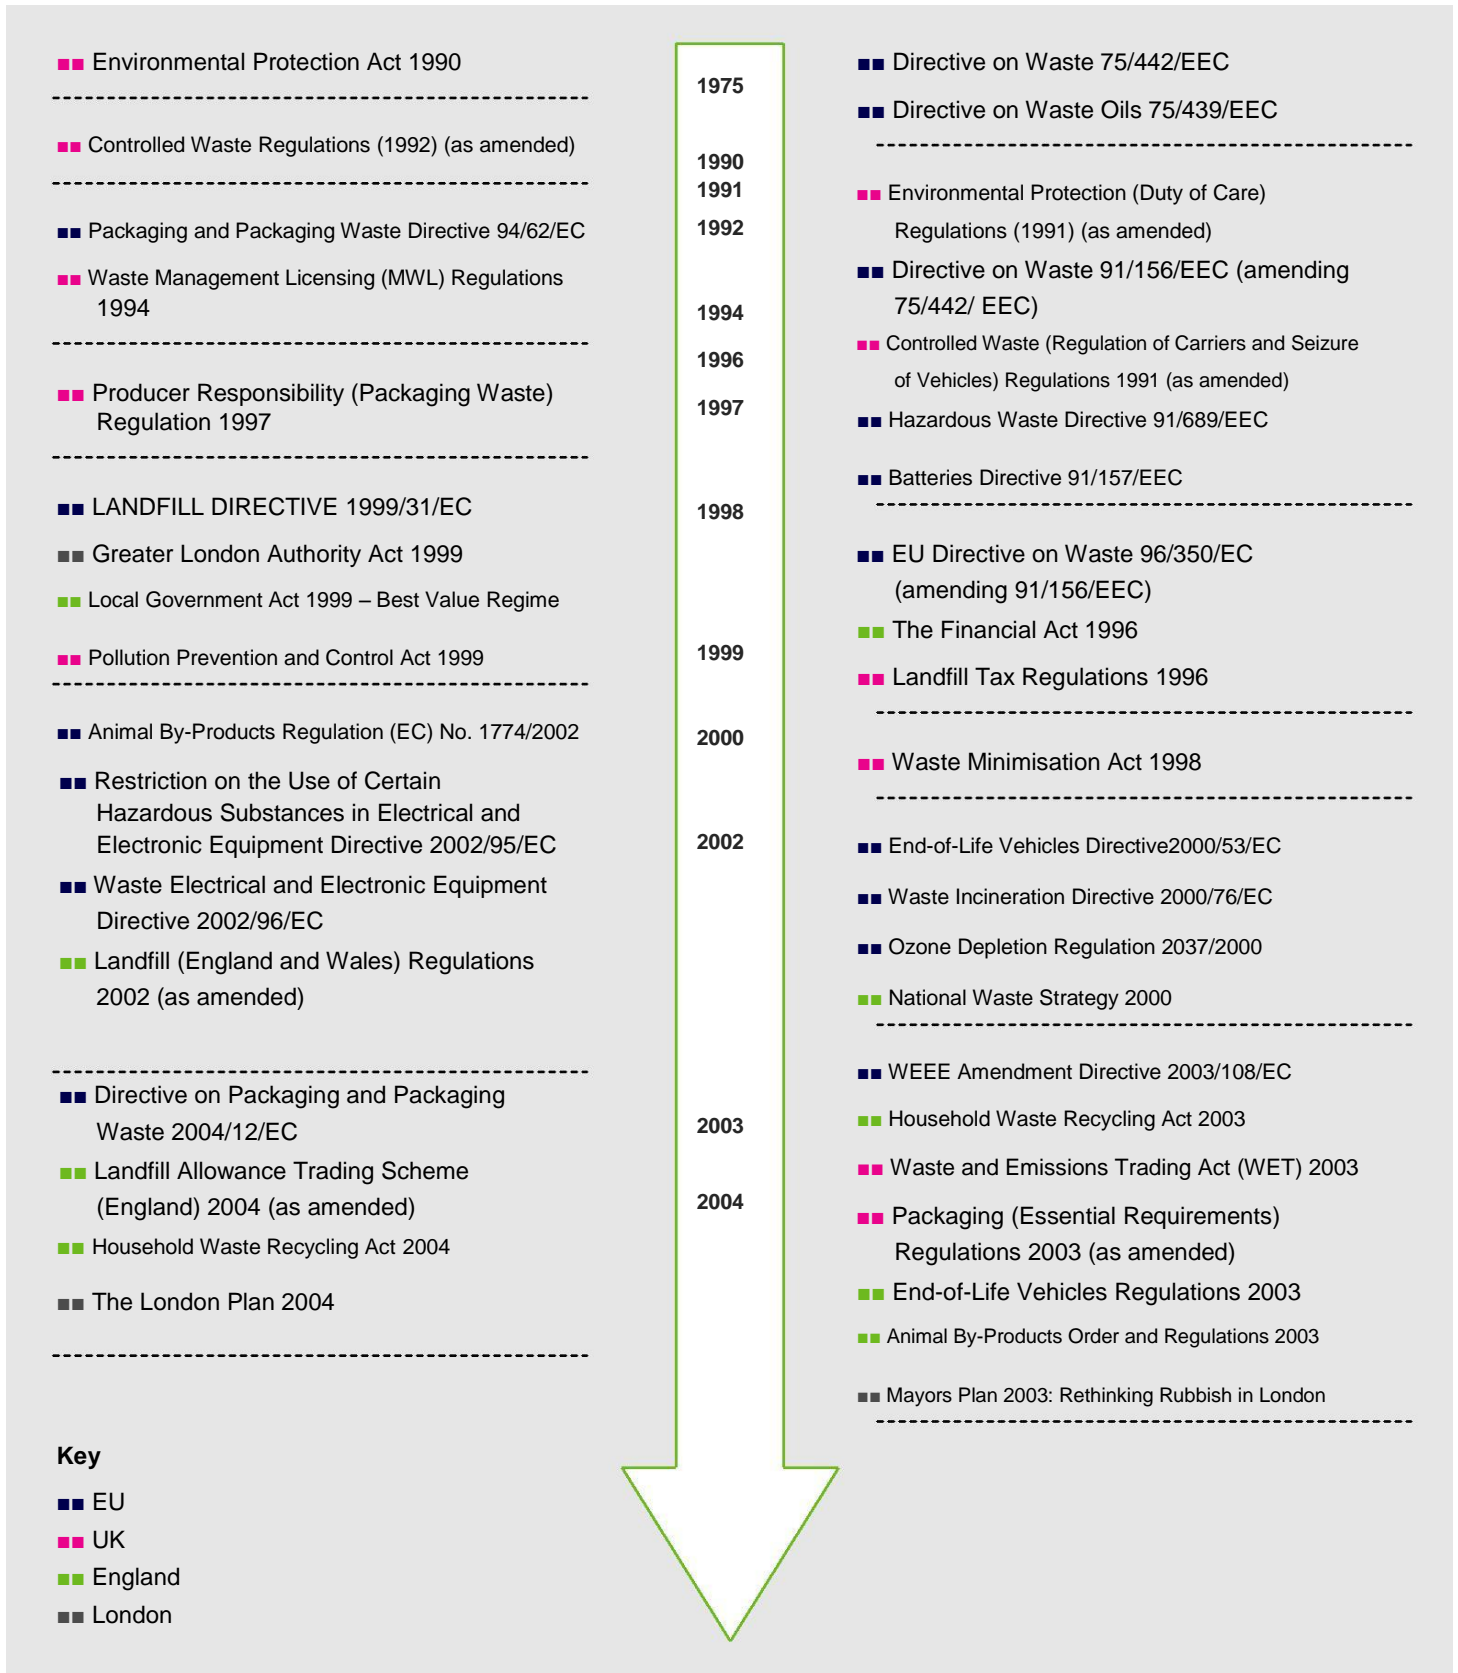 Environmental Protection Act 1990
Controlled Waste Regulations (1992) (as amended)
Packaging and Packaging Waste Directive 94/62/EC
Waste Management Licensing (MWL) Regulations
1994
Producer Responsibility (Packaging Waste)
Regulation 1997
LANDFILL DIRECTIVE 1999/31/EC
Greater London Authority Act 1999
Local Government Act 1999 – Best Value Regime
Pollution Prevention and Control Act 1999
Animal By-Products Regulation (EC) No. 1774/2002
Restriction on the Use of Certain
Hazardous Substances in Electrical and
Electronic Equipment Directive 2002/95/EC
Waste Electrical and Electronic Equipment
Directive 2002/96/EC
Landfill (England and Wales) Regulations
2002 (as amended)
Directive on Packaging and Packaging
Waste 2004/12/EC
Landfill Allowance Trading Scheme
(England) 2004 (as amended)
Household Waste Recycling Act 2004
The London Plan 2004
Key
EU
UK
England
London
1975
1990
1991
1992
1994
1996
1997
1998
1999
2000
2002
2003
2004
Directive on Waste 75/442/EEC
Directive on Waste Oils 75/439/EEC
Environmental Protection (Duty of Care)
Regulations (1991) (as amended)
Directive on Waste 91/156/EEC (amending
75/442/ EEC)
Controlled Waste (Regulation of Carriers and Seizure
of Vehicles) Regulations 1991 (as amended)
Hazardous Waste Directive 91/689/EEC
Batteries Directive 91/157/EEC
EU Directive on Waste 96/350/EC
(amending 91/156/EEC)
The Financial Act 1996
Landfill Tax Regulations 1996
Waste Minimisation Act 1998
End-of-Life Vehicles Directive2000/53/EC
Waste Incineration Directive 2000/76/EC
Ozone Depletion Regulation 2037/2000
National Waste Strategy 2000
WEEE Amendment Directive 2003/108/EC
Household Waste Recycling Act 2003
Waste and Emissions Trading Act (WET) 2003
Packaging (Essential Requirements)
Regulations 2003 (as amended)
End-of-Life Vehicles Regulations 2003
Animal By-Products Order and Regulations 2003
Mayors Plan 2003: Rethinking Rubbish in London